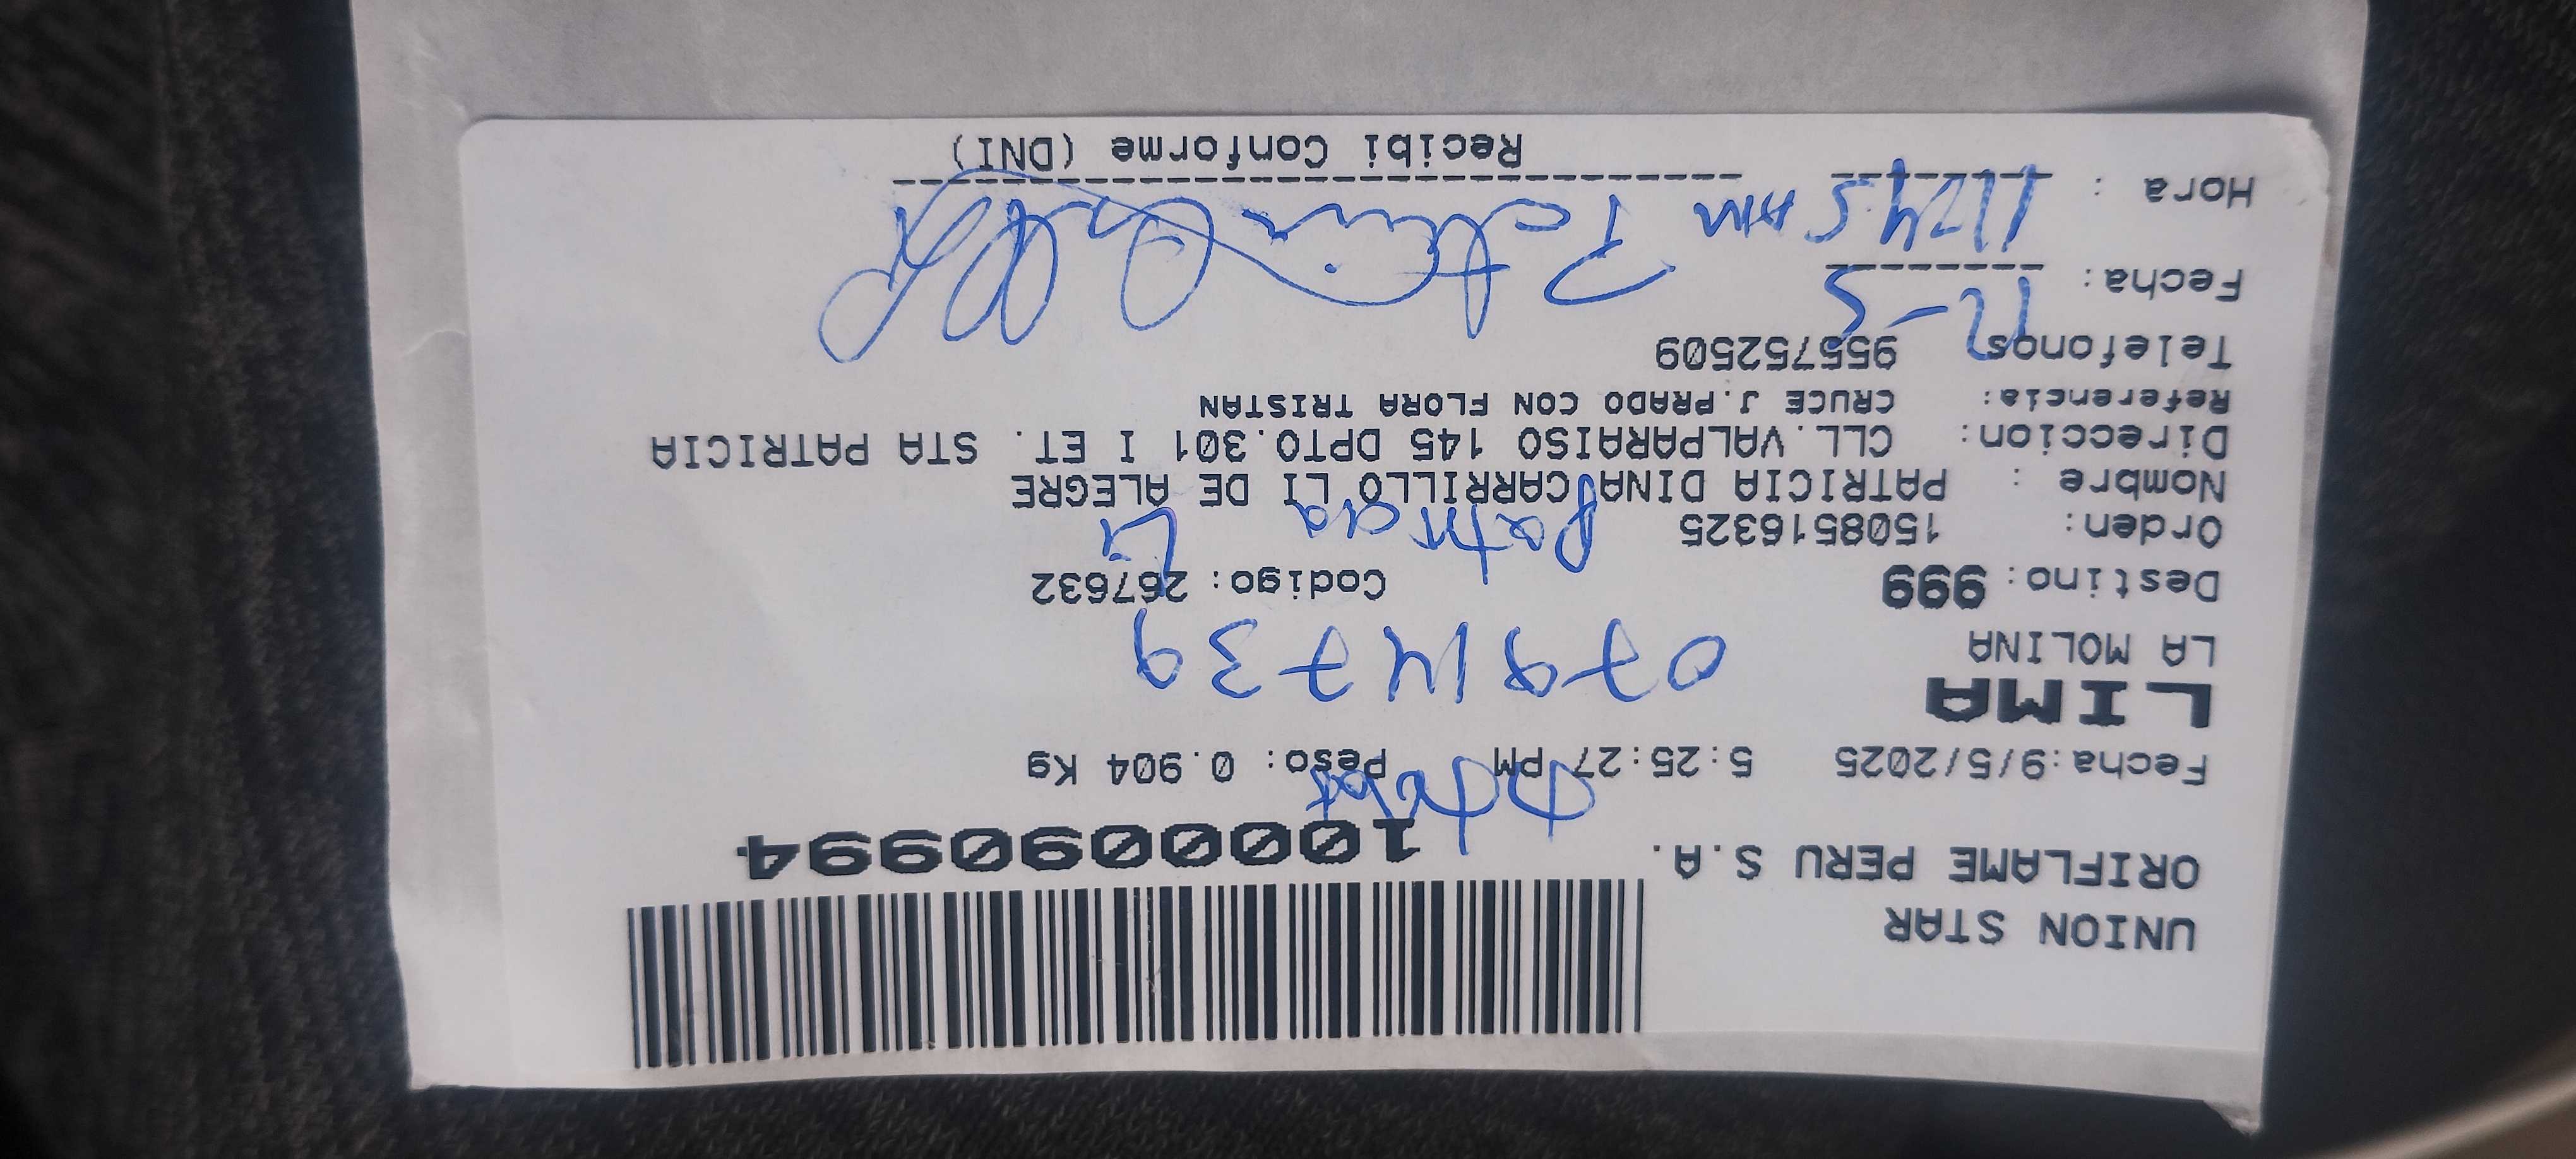 UNION STAR
ORIFLAME PERU S.A.
1000090994
Fecha:9/5/2025 5:25:27 PM Peso: 0.904 Kg
LIMA
LA MOLINA
07814739
Destino: 999 Codigo: 267632
Li
Orden: 1508516325
Patricia
Nombre : PATRICIA DINA CARRILLO LI DE ALEGRE
Direccion: CLL.VALPARAISO 145 DPTO.301 I ET. STA PATRICIA
Referencia: CRUCE J.PRADO CON FLORA TRISTAN
Telefonos 955752509
Fecha:
Hora : 11:45 AM
Recibi Conforme (DNI)